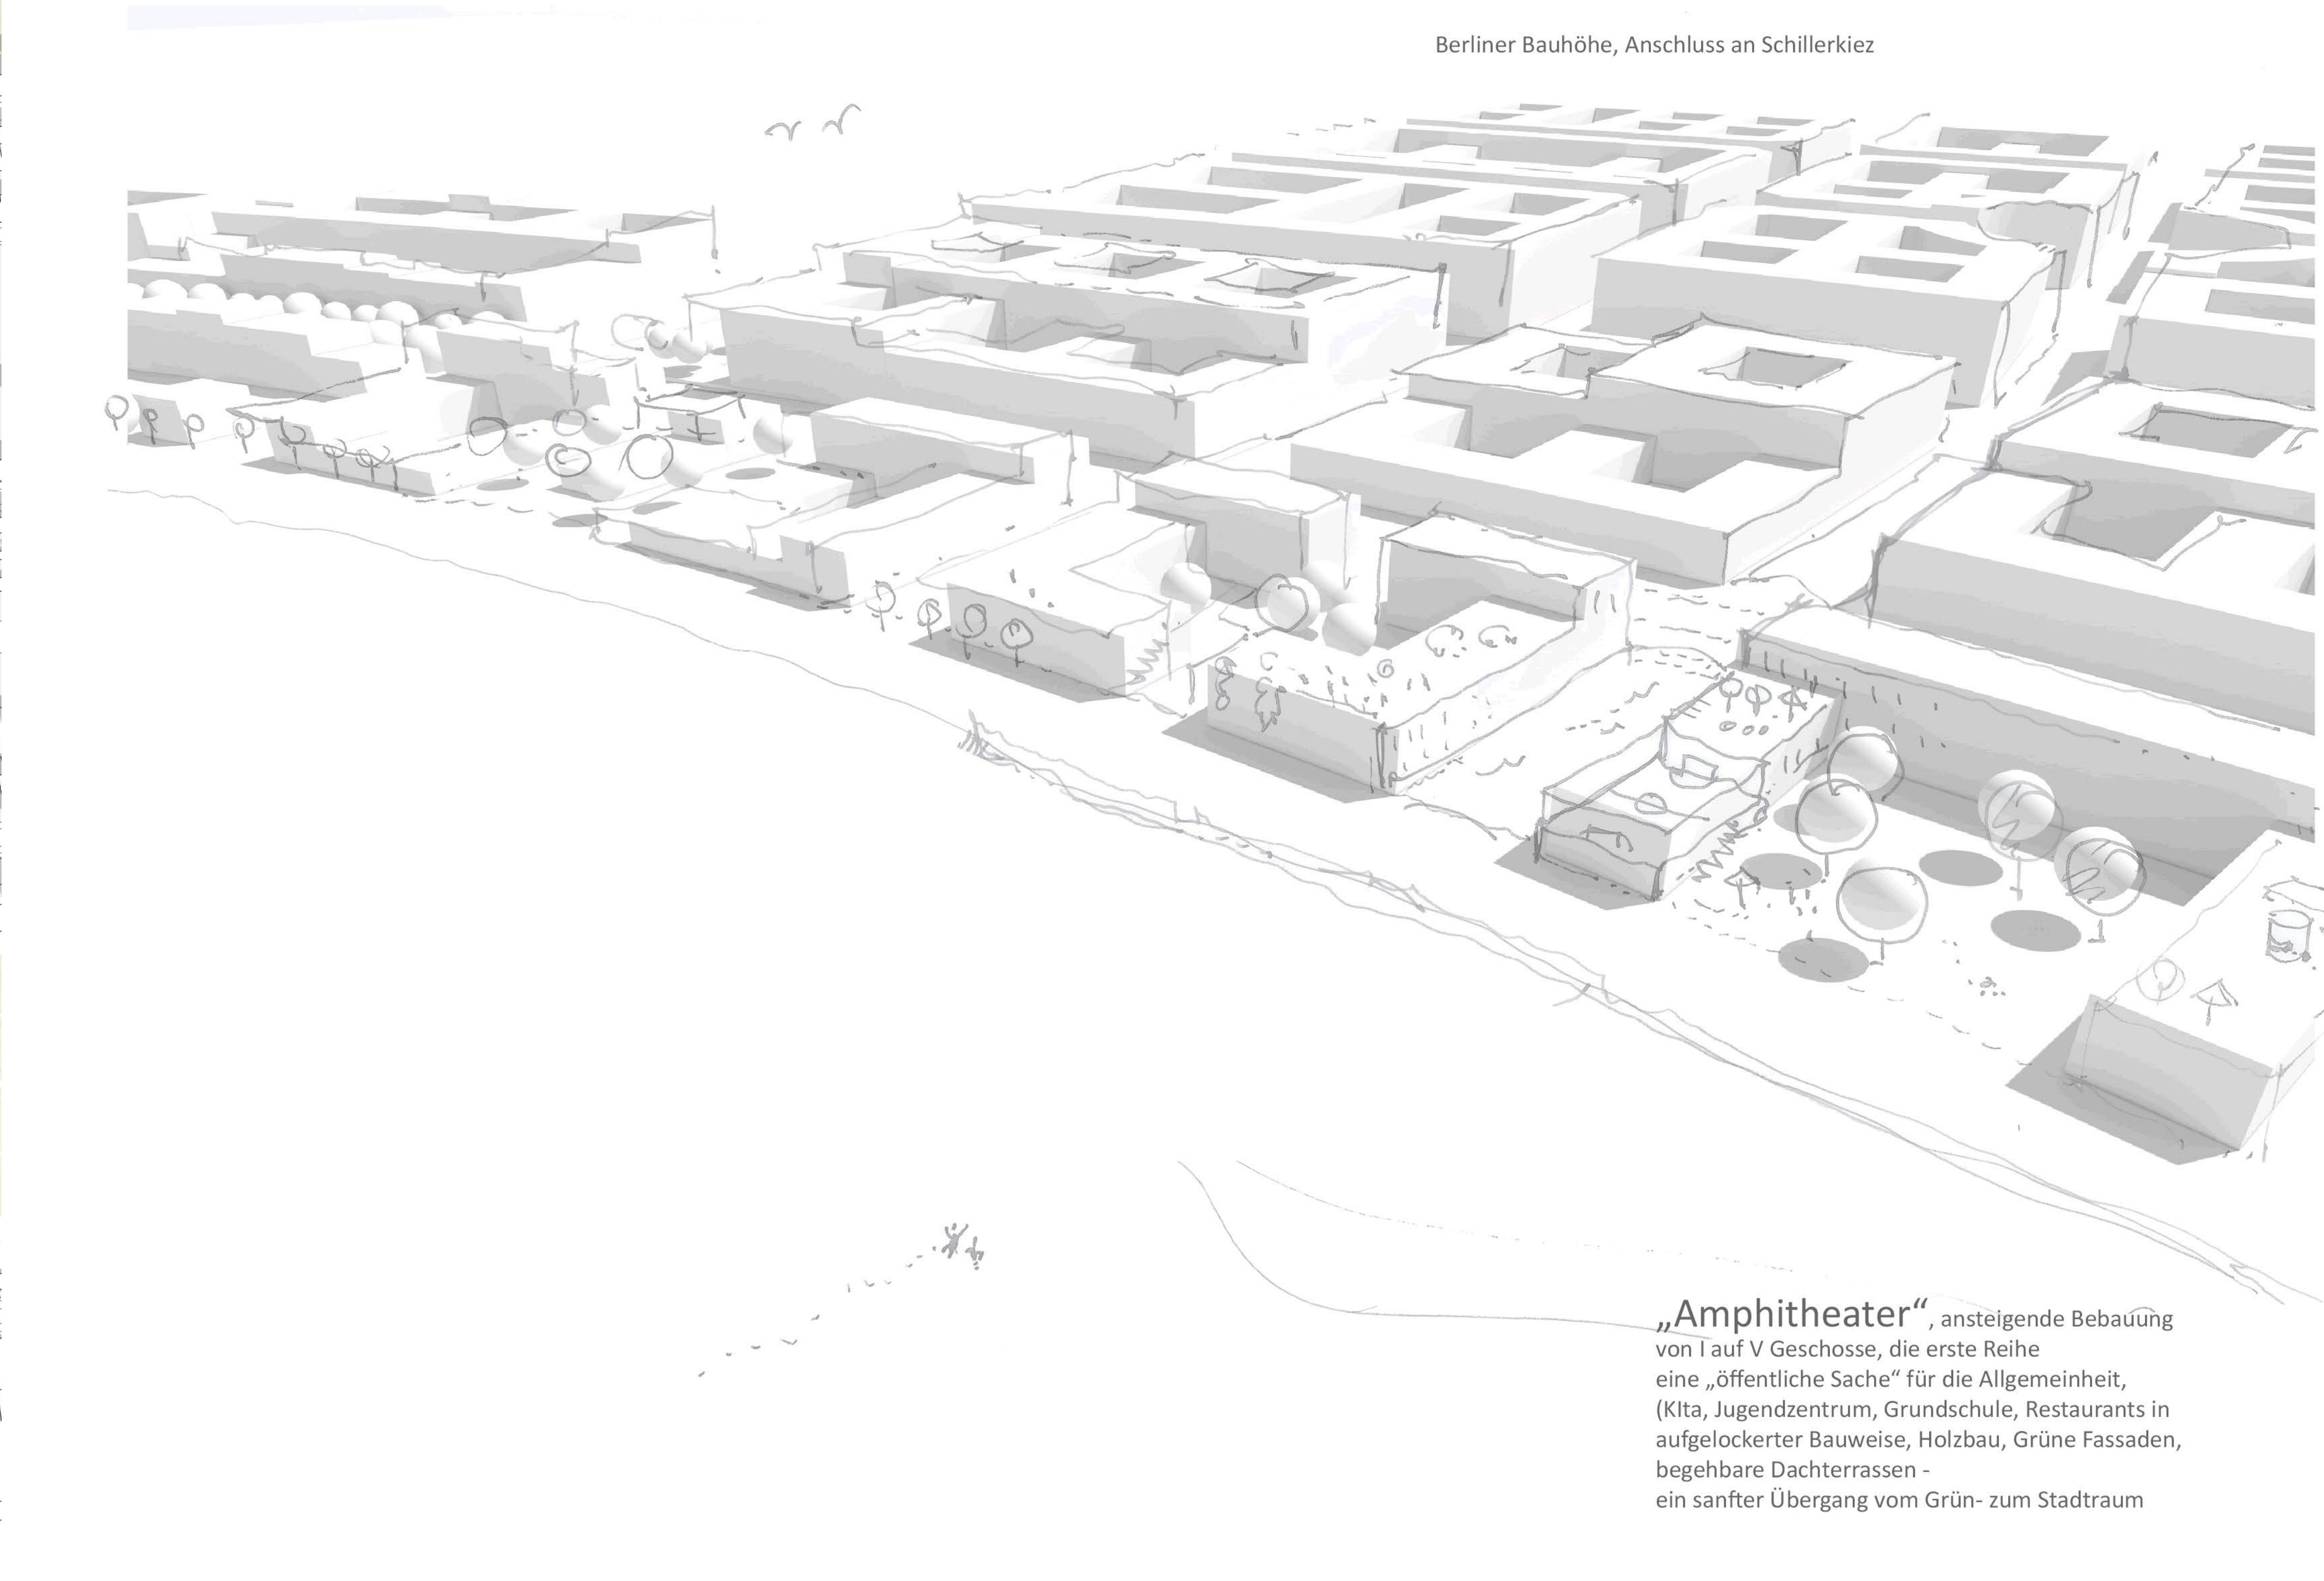 Berliner Bauhöhe, Anschluss an Schillerkiez
„Amphitheater“, ansteigende Bebauung
von I auf V Geschosse, die erste Reihe
eine „öffentliche Sache“ für die Allgemeinheit,
(KIta, Jugendzentrum, Grundschule, Restaurants in
aufgelockerter Bauweise, Holzbau, Grüne Fassaden,
begehbare Dachterrassen -
ein sanfter Übergang vom Grün- zum Stadtraum